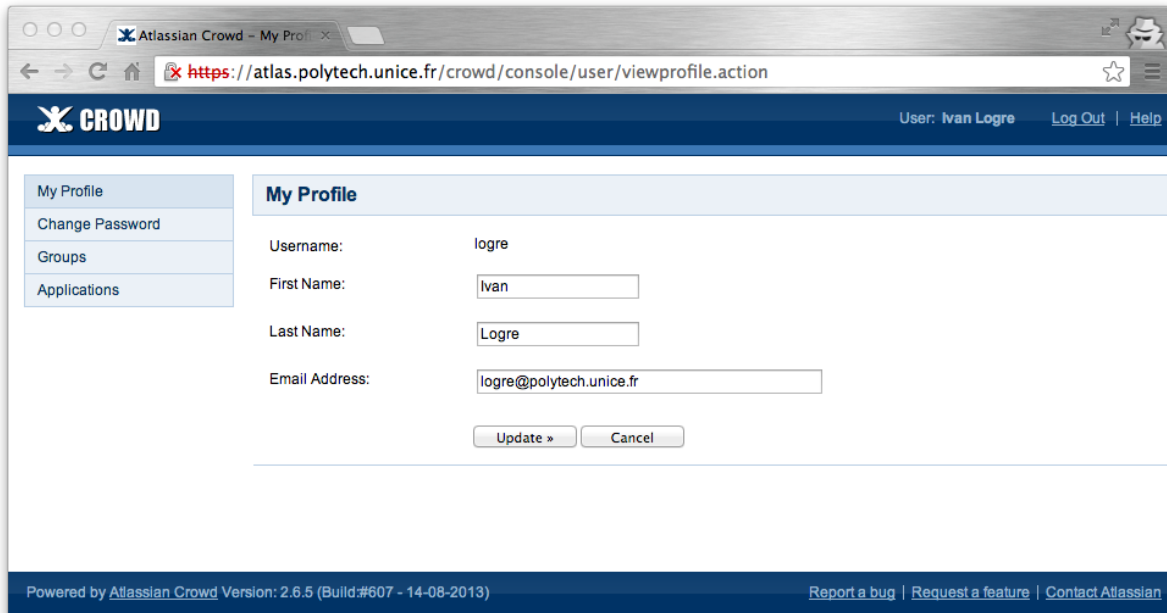 Atlassian Crowd – My Prof
https://atlas.polytech.unice.fr/crowd/console/user/viewprofile.action
CROWD
User: Ivan Logre Log Out | Help
My Profile
Change Password
Groups
Applications
My Profile
Username: logre
First Name: Ivan
Last Name: Logre
Email Address: logre@polytech.unice.fr
Update » Cancel
Powered by Atlassian Crowd Version: 2.6.5 (Build:#607 - 14-08-2013) Report a bug | Request a feature | Contact Atlassian